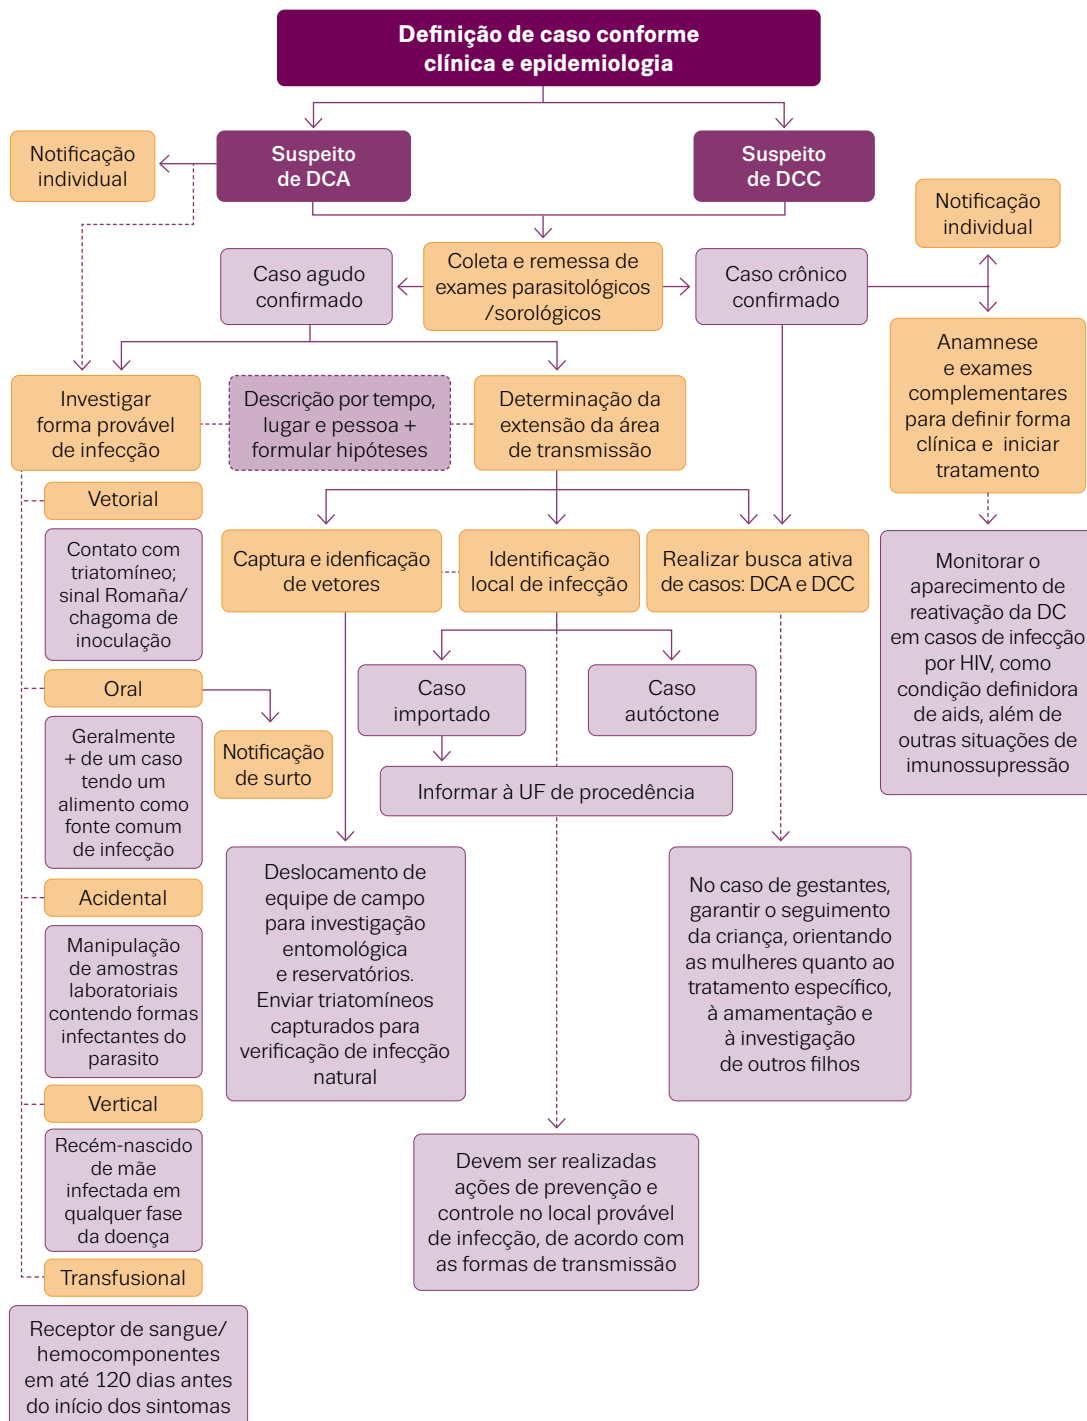 Definição de caso conforme
clínica e epidemiologia
Notificação
individual
Suspeito
de DCA
Suspeito
de DCC
Notificação
individual
Caso agudo
confirmado
Coleta e remessa de
exames parasitológicos
/sorológicos
Caso crônico
confirmado
Anamnese
e exames
complementares
para definir forma
clínica e iniciar
tratamento
Investigar
forma provável
de infecção
Descrição por tempo,
lugar e pessoa +
formular hipóteses
Determinação da
extensão da área
de transmissão
Vetorial
Contato com
triatomíneo;
sinal Romaña/
chagoma de
inoculação
Captura e idenficação
de vetores
Identificação
local de infecção
Realizar busca ativa
de casos: DCA e DCC
Monitorar o
aparecimento de
reativação da DC
em casos de infecção
por HIV, como
condição definidora
de aids, além de
outras situações de
imunossupressão
Oral
Geralmente
+ de um caso
tendo um
alimento como
fonte comum
de infecção
Notificação
de surto
Caso
importado
Caso
autóctone
Informar à UF de procedência
Acidental
Manipulação
de amostras
laboratoriais
contendo formas
infectantes do
parasito
Deslocamento de
equipe de campo
para investigação
entomológica
e reservatórios.
Enviar triatomíneos
capturados para
verificação de infecção
natural
No caso de gestantes,
garantir o seguimento
da criança, orientando
as mulheres quanto ao
tratamento específico,
à amamentação e
à investigação
de outros filhos
Vertical
Recém-nascido
de mãe
infectada em
qualquer fase
da doença
Devem ser realizadas
ações de prevenção e
controle no local provável
de infecção, de acordo com
as formas de transmissão
Transfusional
Receptor de sangue/
hemocomponentes
em até 120 dias antes
do início dos sintomas